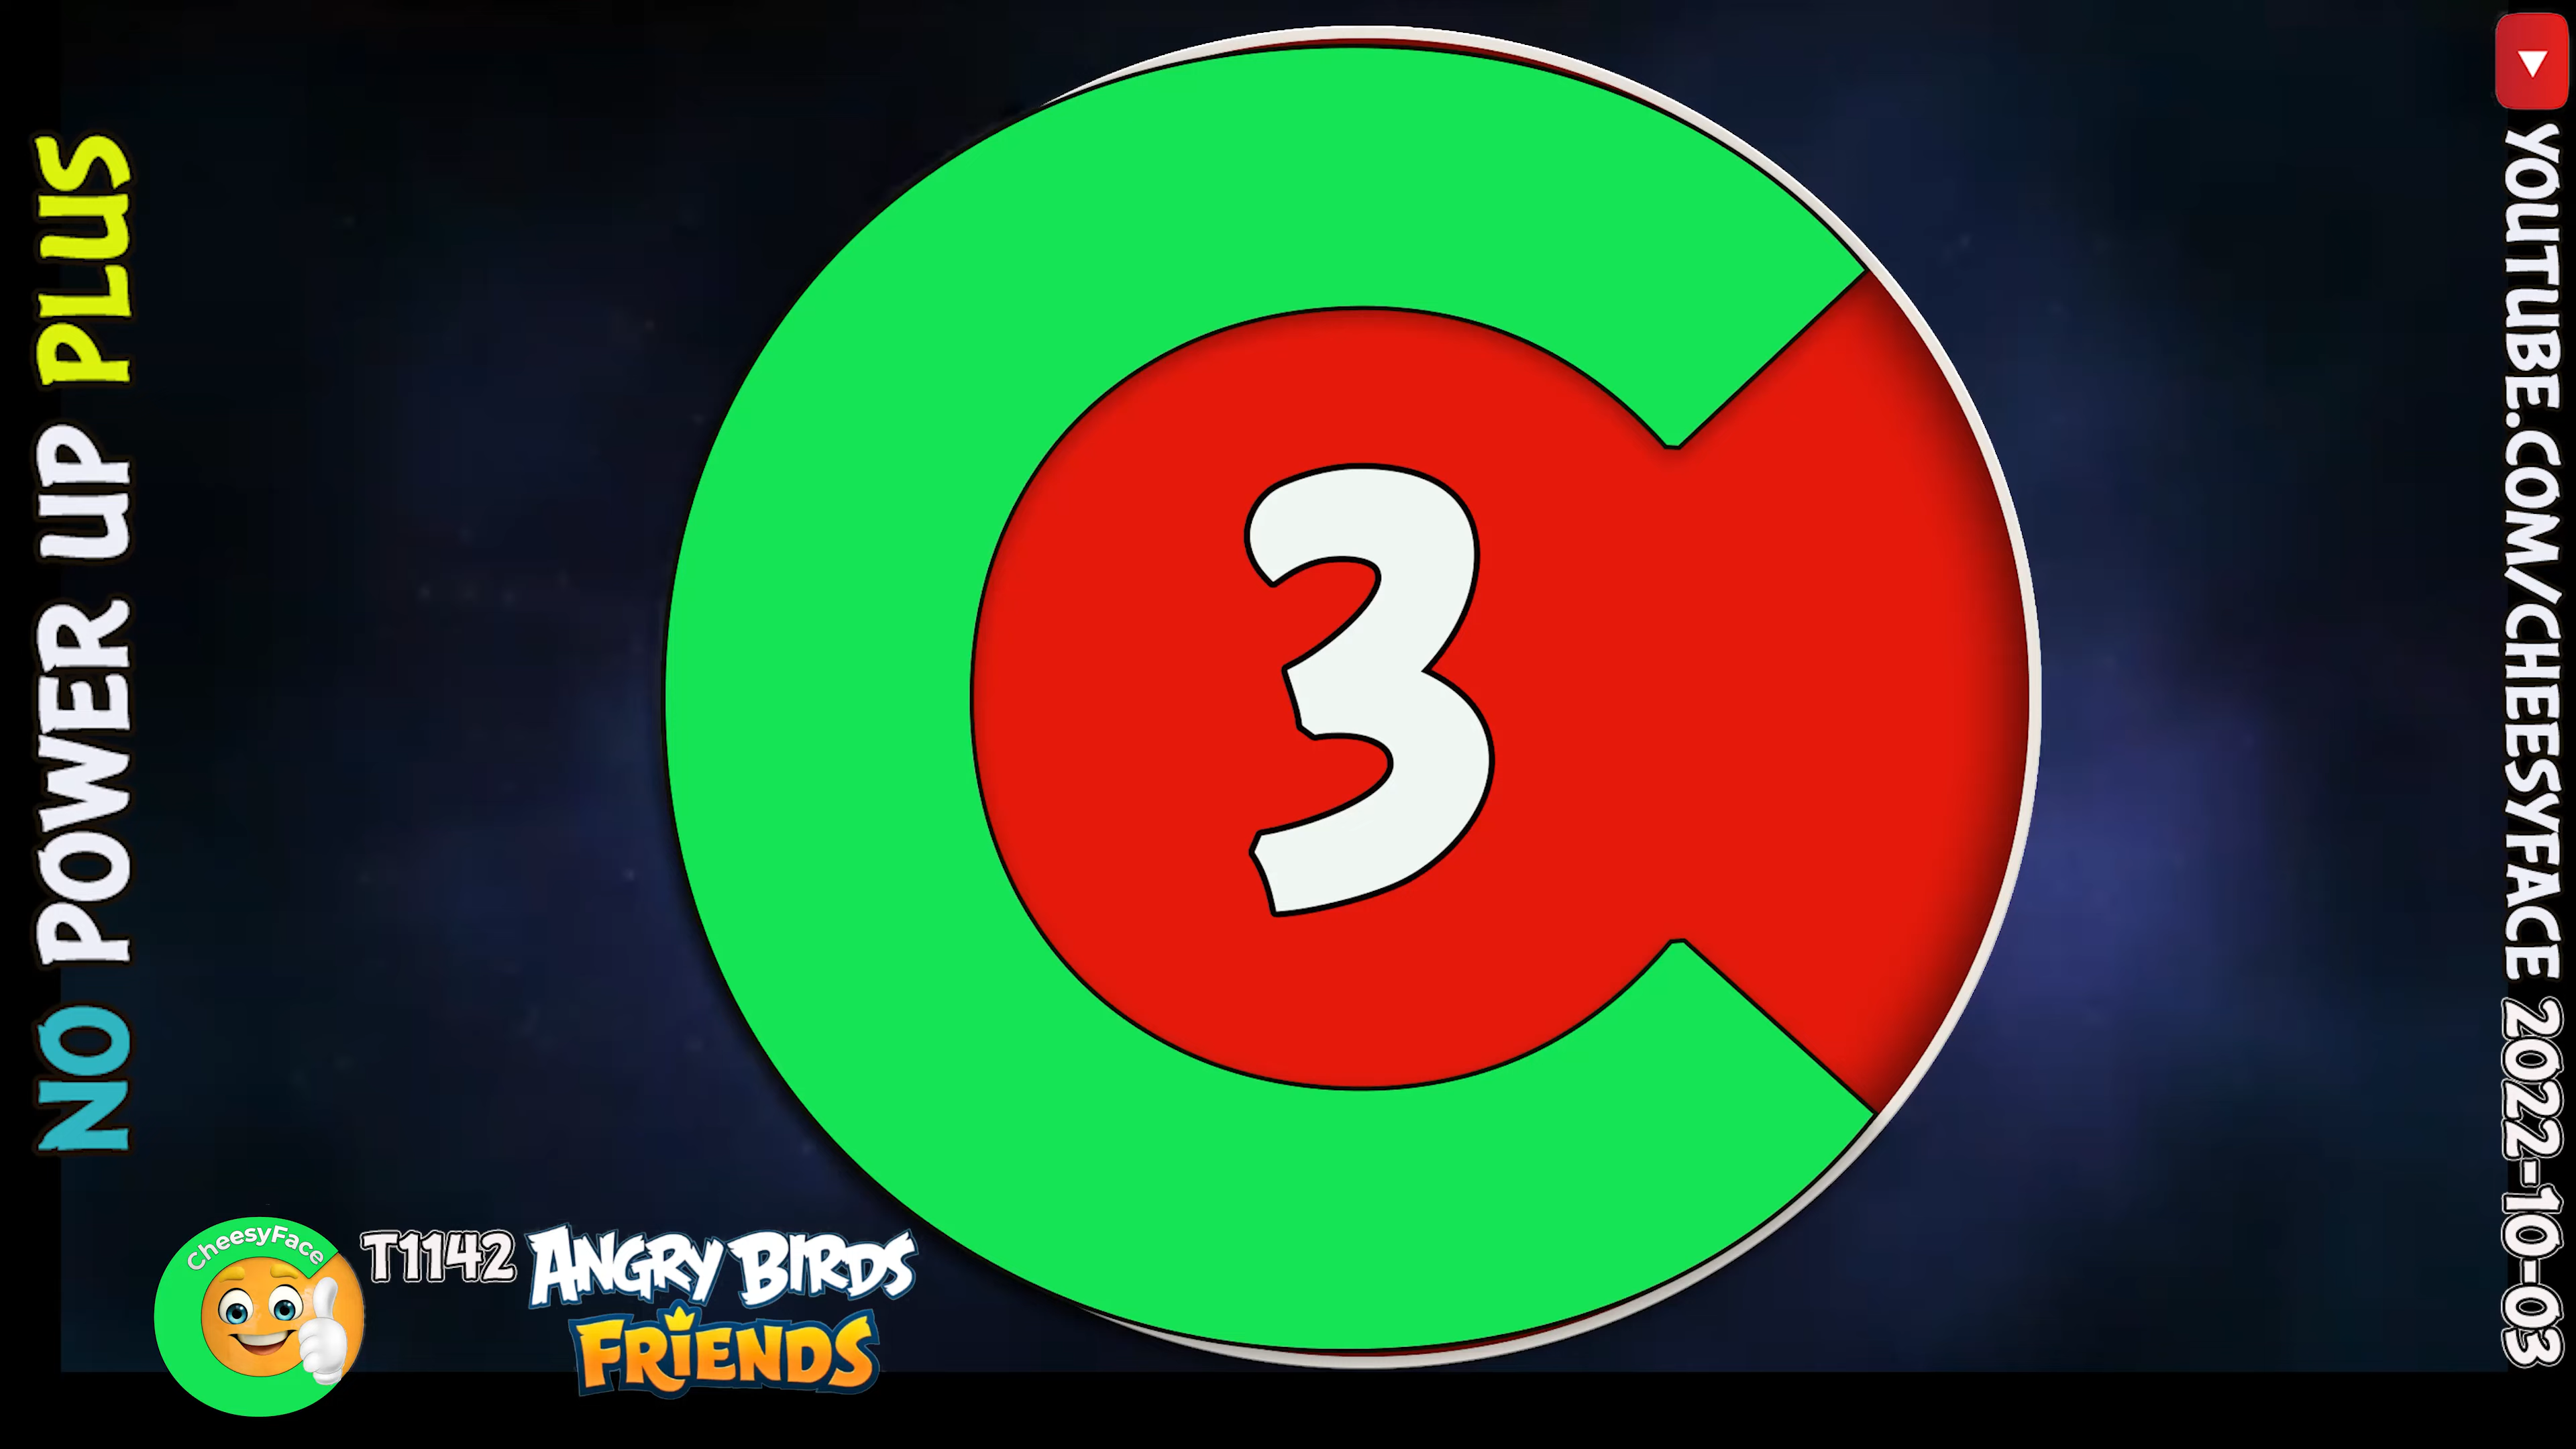 NO POWER UP PLUS
3
CheesyFace
T1142
ANGRY BIRDS
FRIENDS
YOUTUBE.COM/CHEESYFACE 2022-10-03